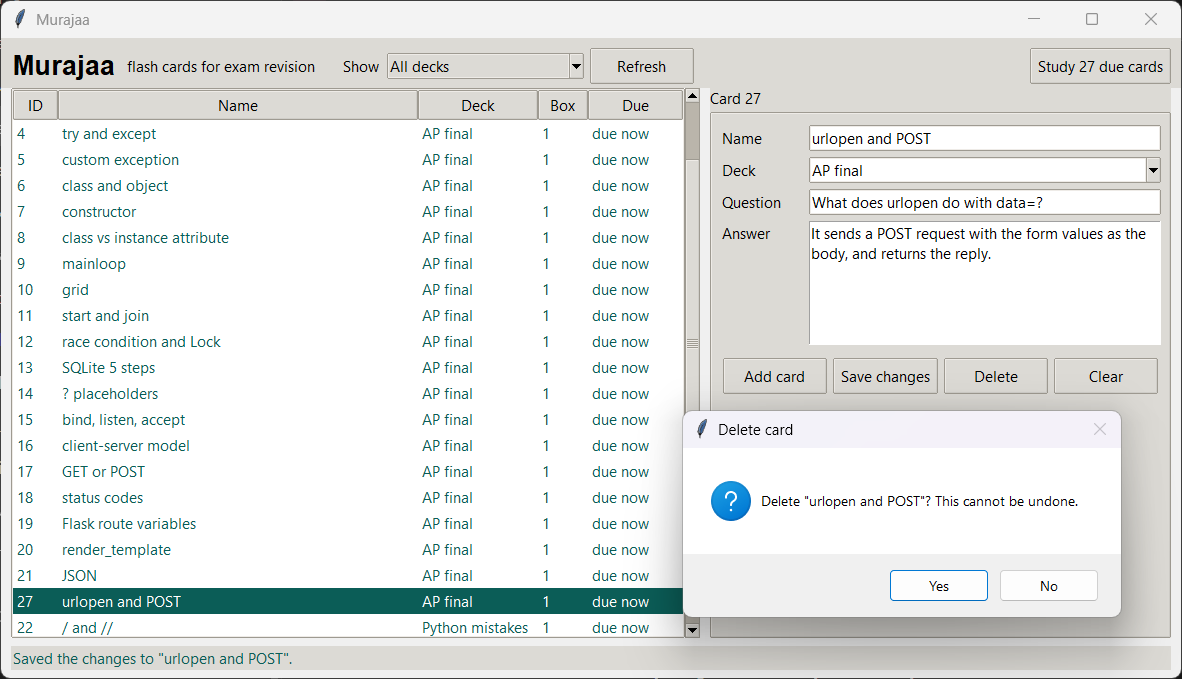 Murajaa
Murajaa flash cards for exam revision Show All decks Refresh Study 27 due cards
ID Name Deck Box Due
4 try and except AP final 1 due now
5 custom exception AP final 1 due now
6 class and object AP final 1 due now
7 constructor AP final 1 due now
8 class vs instance attribute AP final 1 due now
9 mainloop AP final 1 due now
10 grid AP final 1 due now
11 start and join AP final 1 due now
12 race condition and Lock AP final 1 due now
13 SQLite 5 steps AP final 1 due now
14 ? placeholders AP final 1 due now
15 bind, listen, accept AP final 1 due now
16 client-server model AP final 1 due now
17 GET or POST AP final 1 due now
18 status codes AP final 1 due now
19 Flask route variables AP final 1 due now
20 render_template AP final 1 due now
21 JSON AP final 1 due now
27 urlopen and POST AP final 1 due now
22 / and // Python mistakes 1 due now
Card 27
Name urlopen and POST
Deck AP final
Question What does urlopen do with data=?
Answer It sends a POST request with the form values as the
body, and returns the reply.
Add card Save changes Delete Clear
Delete card
Delete "urlopen and POST"? This cannot be undone.
Yes No
Saved the changes to "urlopen and POST".